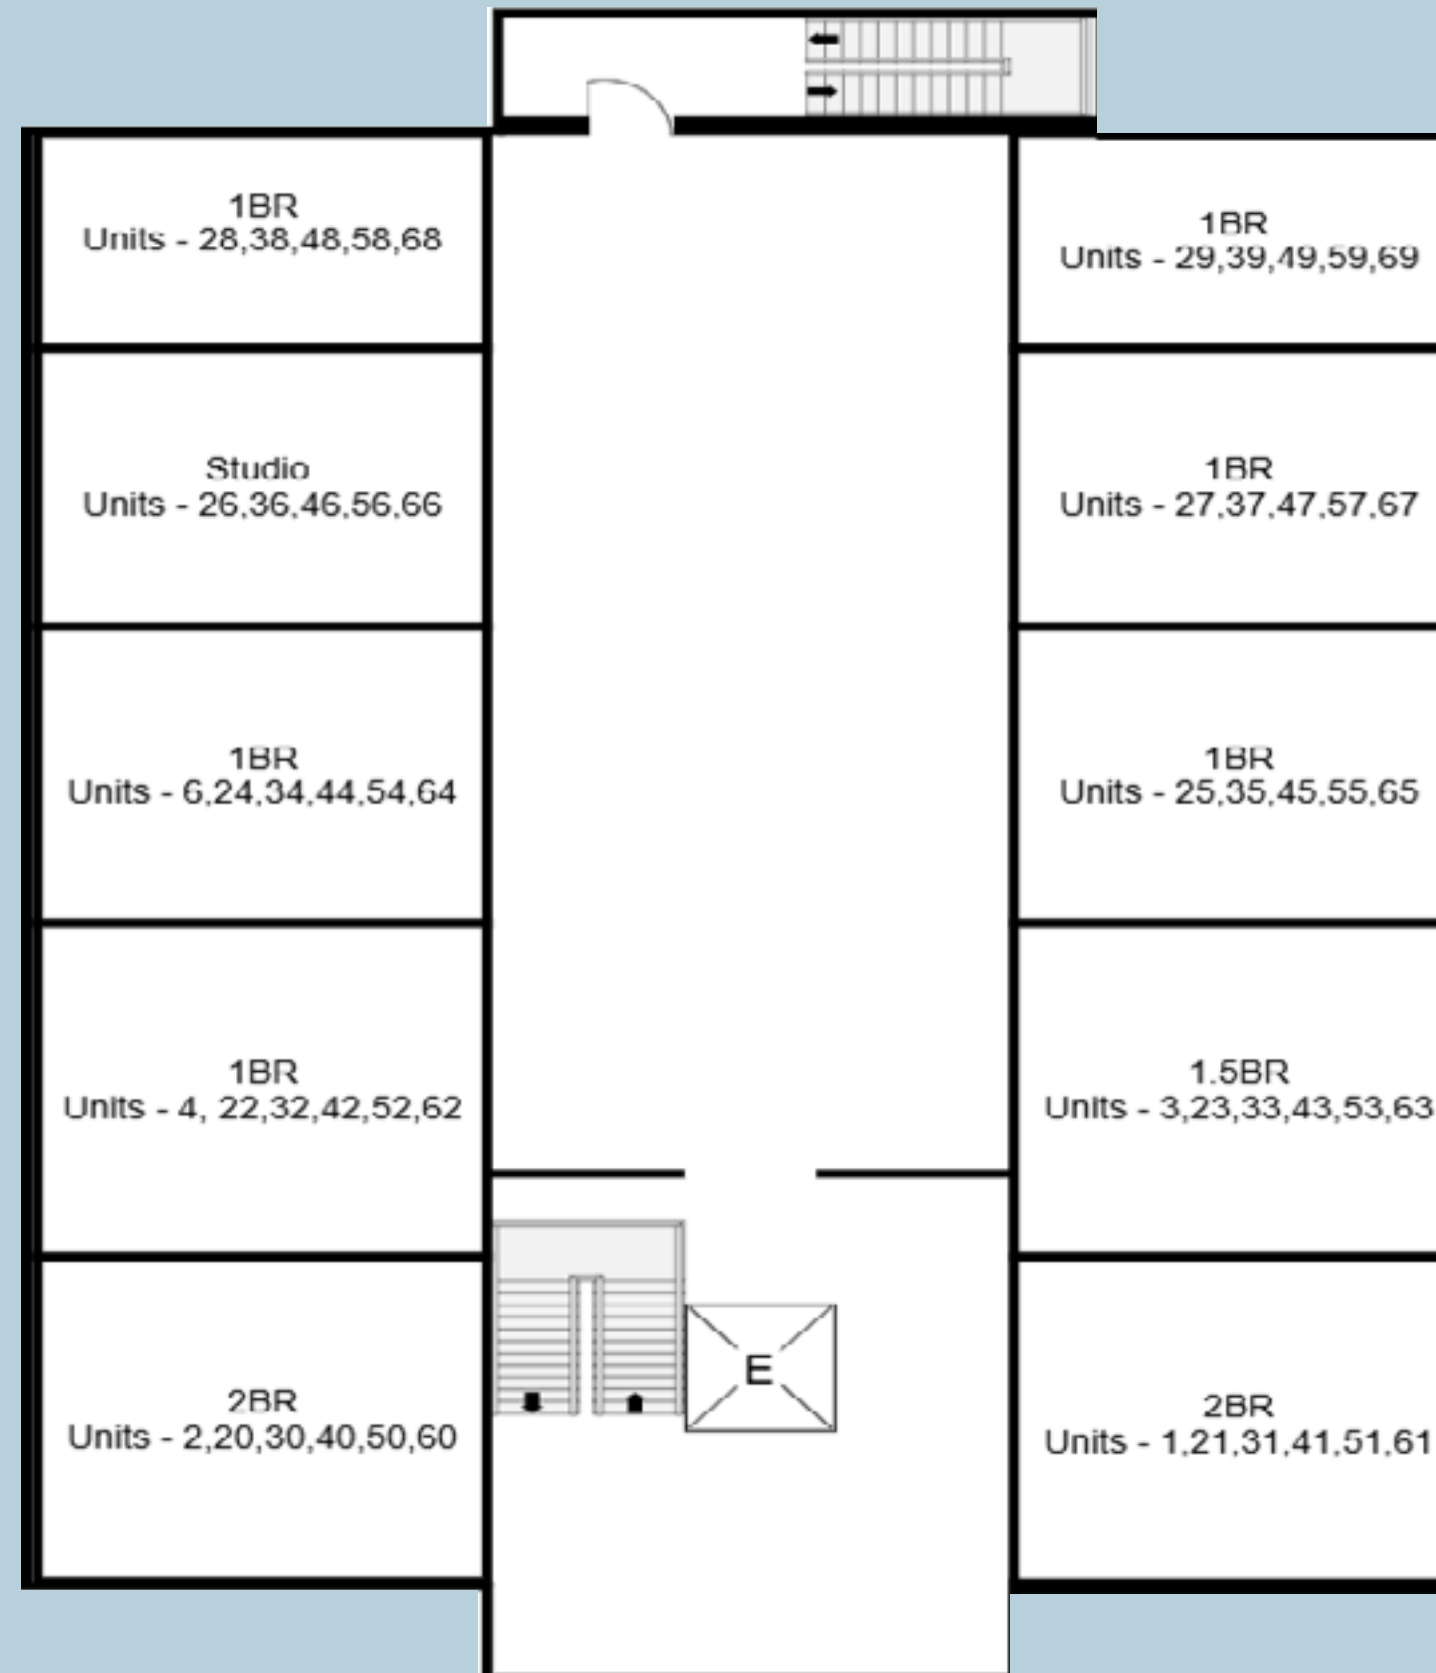 1BR
Units - 28,38,48,58,68
1BR
Units - 29,39,49,59,69
Studio
Units - 26,36,46,56,66
1BR
Units - 27,37,47,57,67
1BR
Units - 6,24,34,44,54,64
1BR
Units - 25,35,45,55,65
1BR
Units - 4, 22,32,42,52,62
1.5BR
Units - 3,23,33,43,53,63
2BR
Units - 2,20,30,40,50,60
E
2BR
Units - 1,21,31,41,51,61